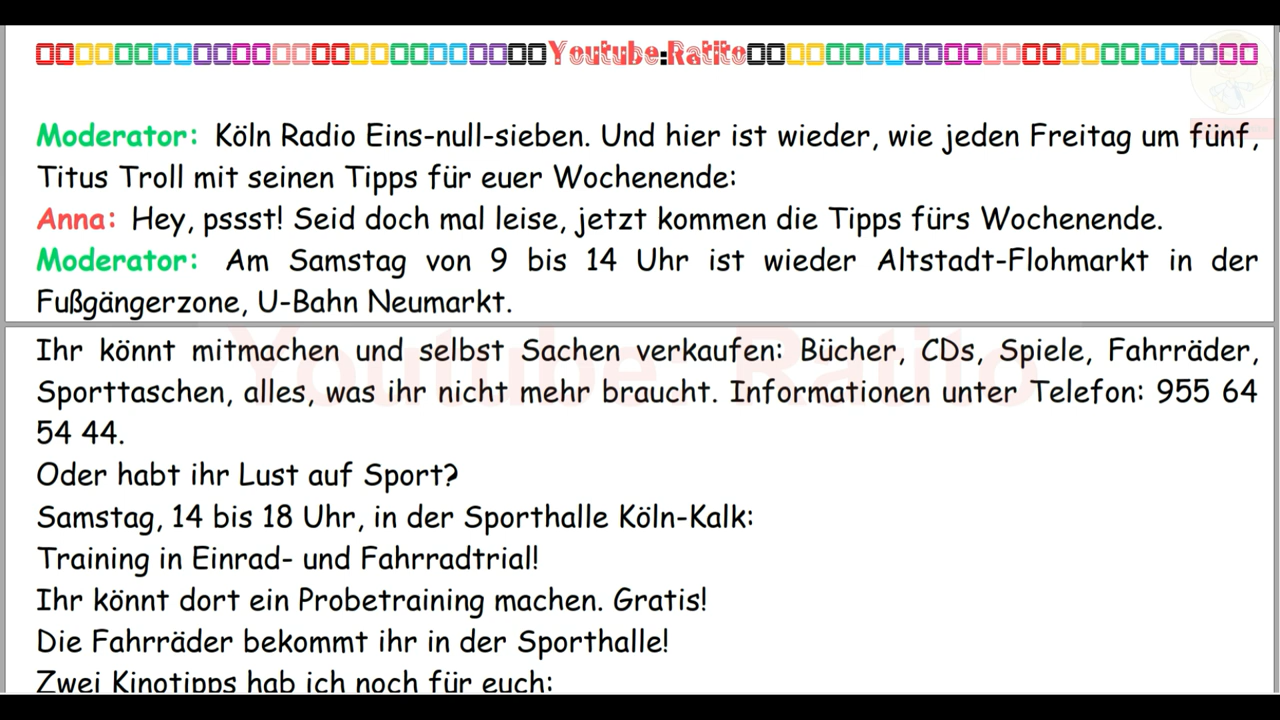 Youtube:Ratito
Moderator: Köln Radio Eins-null-sieben. Und hier ist wieder, wie jeden Freitag um fünf,
Titus Troll mit seinen Tipps für euer Wochenende:
Anna: Hey, pssst! Seid doch mal leise, jetzt kommen die Tipps fürs Wochenende.
Moderator: Am Samstag von 9 bis 14 Uhr ist wieder Altstadt-Flohmarkt in der
Fußgängerzone, U-Bahn Neumarkt.
Youtube: Ratito
Ihr könnt mitmachen und selbst Sachen verkaufen: Bücher, CDs, Spiele, Fahrräder,
Sporttaschen, alles, was ihr nicht mehr braucht. Informationen unter Telefon: 955 64
54 44.
Oder habt ihr Lust auf Sport?
Samstag, 14 bis 18 Uhr, in der Sporthalle Köln-Kalk:
Training in Einrad- und Fahrradtrial!
Ihr könnt dort ein Probetraining machen. Gratis!
Die Fahrräder bekommt ihr in der Sporthalle!
Zwei Kinotipps hab ich noch für euch: